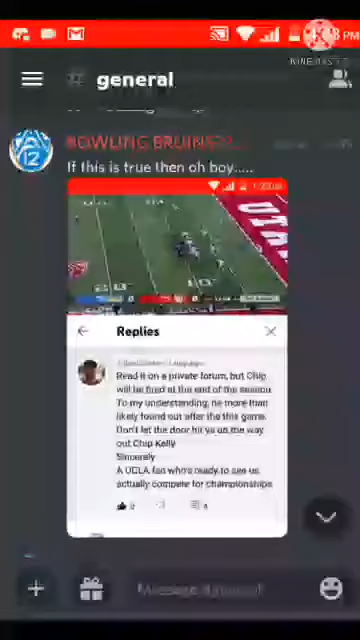 PM
KINEMASTER
# general
BOWLING BRUINS??...
If this is true then oh boy.....
UTAH
Replies
Read it on a private forum, but Chip
will be fired at the end of the season
To my understanding, he more than
likely found out after the this game.
Don't let the door hit ya on the way
out Chip Kelly
Sincerely
A UCLA fan who's ready to see us
actually compete for championships
Message #general